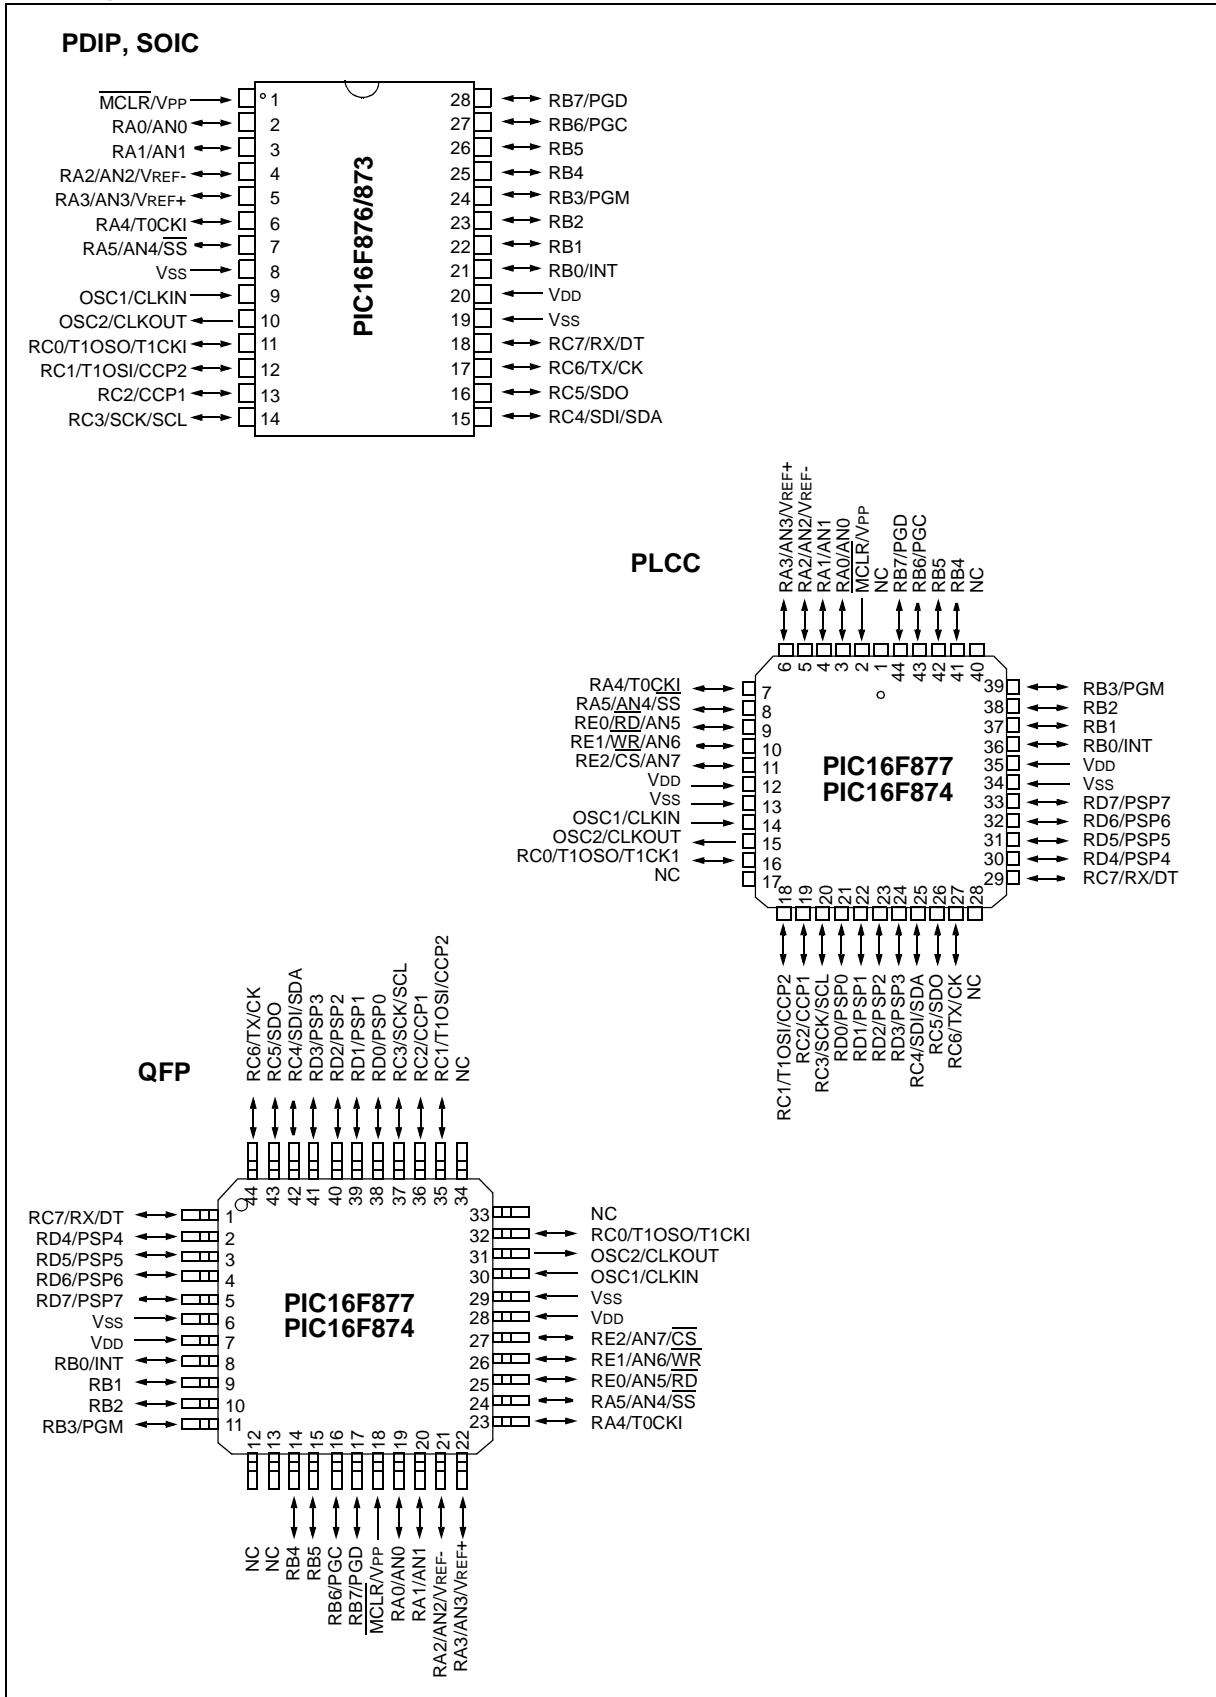 PDIP, SOIC
MCLR/VPP 1
RA0/AN0 2
RA1/AN1 3
RA2/AN2/VREF- 4
RA3/AN3/VREF+ 5
RA4/T0CKI 6
RA5/AN4/SS 7
VSS 8
OSC1/CLKIN 9
OSC2/CLKOUT 10
RC0/T1OSO/T1CKI 11
RC1/T1OSI/CCP2 12
RC2/CCP1 13
RC3/SCK/SCL 14
PIC16F876/873
28 RB7/PGD
27 RB6/PGC
26 RB5
25 RB4
24 RB3/PGM
23 RB2
22 RB1
21 RB0/INT
20 VDD
19 VSS
18 RC7/RX/DT
17 RC6/TX/CK
16 RC5/SDO
15 RC4/SDI/SDA
PLCC
RA3/AN3/VREF+ 6
RA2/AN2/VREF- 5
RA1/AN1 4
RA0/AN0 3
MCLR/VPP 2
NC 1
RB7/PGD 44
RB6/PGC 43
RB5 42
RB4 41
NC 40
RA4/T0CKI 7
RA5/AN4/SS 8
RE0/RD/AN5 9
RE1/WR/AN6 10
RE2/CS/AN7 11
VDD 12
VSS 13
OSC1/CLKIN 14
OSC2/CLKOUT 15
RC0/T1OSO/T1CK1 16
NC 17
PIC16F877
PIC16F874
39 RB3/PGM
38 RB2
37 RB1
36 RB0/INT
35 VDD
34 VSS
33 RD7/PSP7
32 RD6/PSP6
31 RD5/PSP5
30 RD4/PSP4
29 RC7/RX/DT
18 RC1/T1OSI/CCP2
19 RC2/CCP1
20 RC3/SCK/SCL
21 RD0/PSP0
22 RD1/PSP1
23 RD2/PSP2
24 RD3/PSP3
25 RC4/SDI/SDA
26 RC5/SDO
27 RC6/TX/CK
28 NC
QFP
RC6/TX/CK 44
RC5/SDO 43
RC4/SDI/SDA 42
RD3/PSP3 41
RD2/PSP2 40
RD1/PSP1 39
RD0/PSP0 38
RC3/SCK/SCL 37
RC2/CCP1 36
RC1/T1OSI/CCP2 35
NC 34
RC7/RX/DT 1
RD4/PSP4 2
RD5/PSP5 3
RD6/PSP6 4
RD7/PSP7 5
VSS 6
VDD 7
RB0/INT 8
RB1 9
RB2 10
RB3/PGM 11
PIC16F877
PIC16F874
33 NC
32 RC0/T1OSO/T1CKI
31 OSC2/CLKOUT
30 OSC1/CLKIN
29 VSS
28 VDD
27 RE2/AN7/CS
26 RE1/AN6/WR
25 RE0/AN5/RD
24 RA5/AN4/SS
23 RA4/T0CKI
12 NC
13 NC
14 RB4
15 RB5
16 RB6/PGC
17 RB7/PGD
18 MCLR/VPP
19 RA0/AN0
20 RA1/AN1
21 RA2/AN2/VREF-
22 RA3/AN3/VREF+